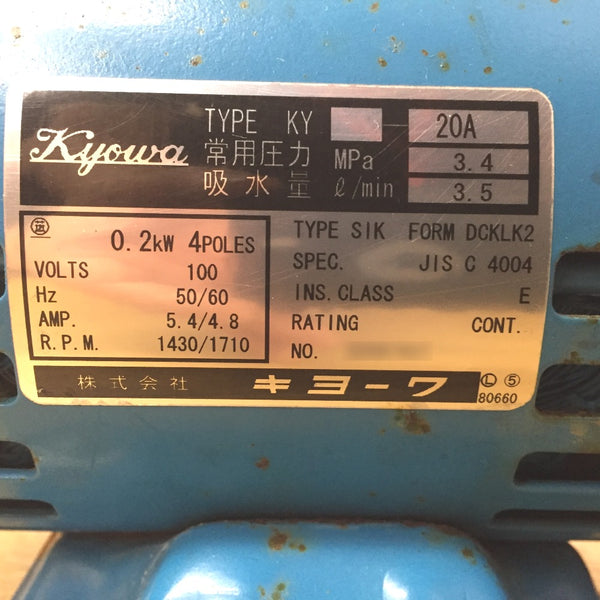 Kyowa
TYPE KY - 20A
常用圧力 MPa 3.4
吸水量 ℓ/min 3.5
0.2kW 4POLES
VOLTS 100
Hz 50/60
AMP. 5.4/4.8
R.P.M. 1430/1710
TYPE SIK FORM DCKLK2
SPEC. JIS C 4004
INS.CLASS E
RATING CONT.
NO.
株式会社 キョーワ
Ⓛ ⑤
80660